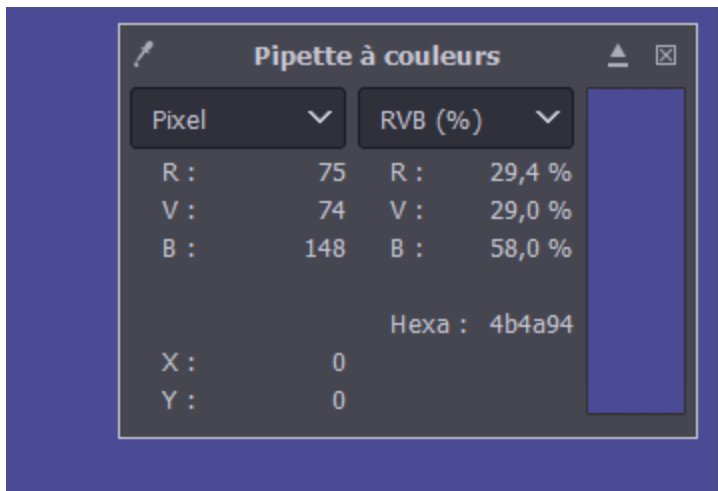 Pipette à couleurs
Pixel RVB (%)
R : 75 R : 29,4 %
V : 74 V : 29,0 %
B : 148 B : 58,0 %
Hexa : 4b4a94
X : 0
Y : 0